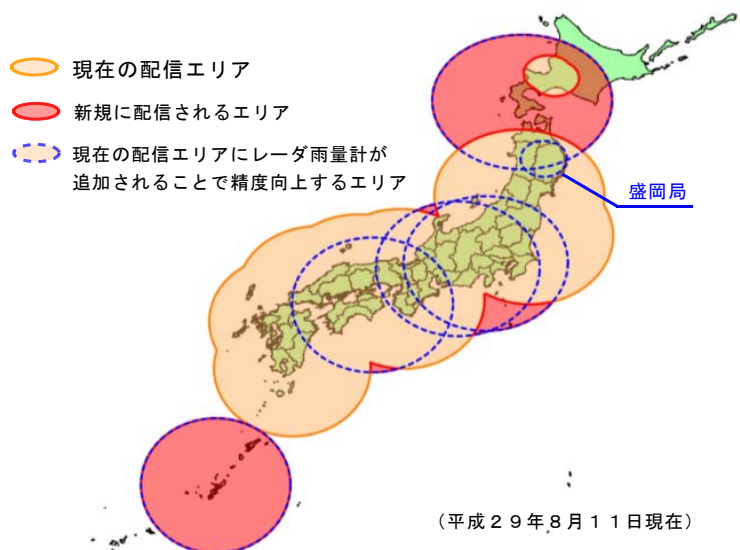 現在の配信エリア
新規に配信されるエリア
現在の配信エリアにレーダ雨量計が
追加されることで精度向上するエリア
盛岡局
（平成２９年８月１１日現在）